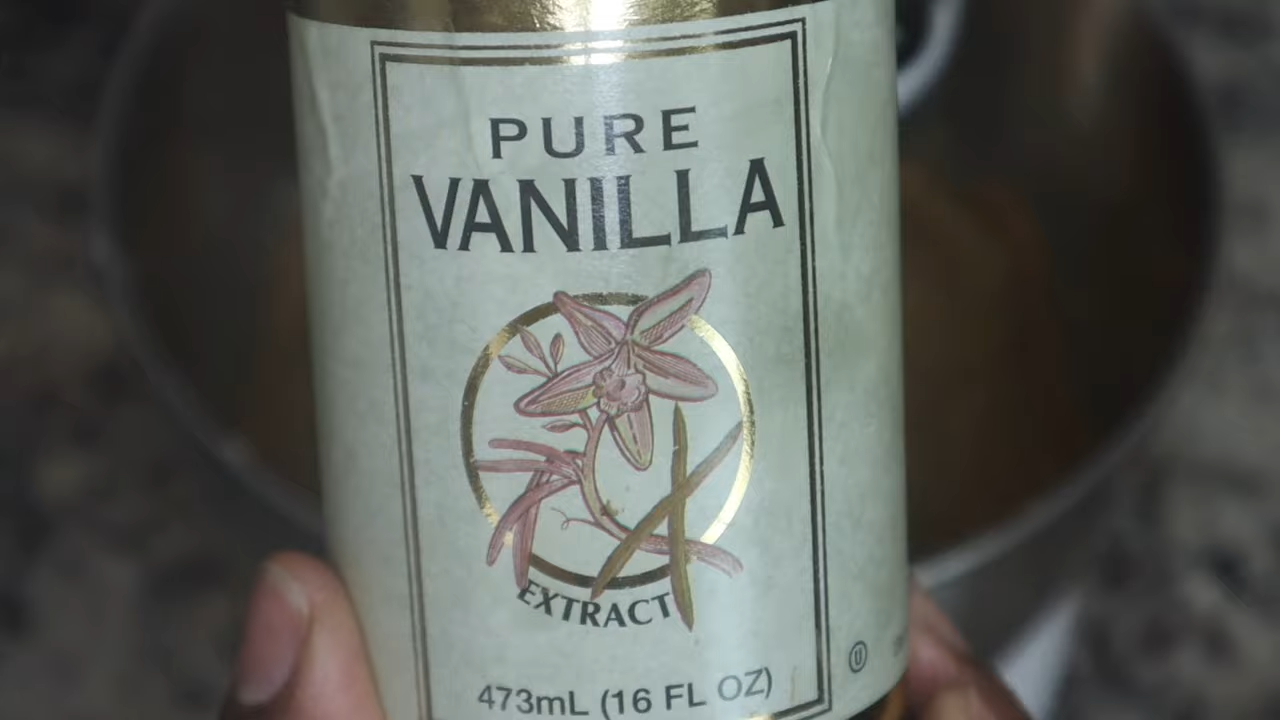 PURE
VANILLA
EXTRACT
473mL (16 FL OZ)
U